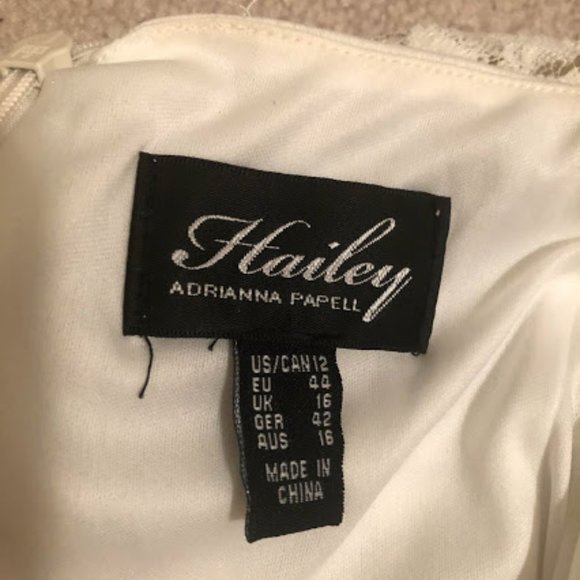 Hailey
ADRIANNA PAPELL
US/CAN12
EU 44
UK 16
GER 42
AUS 16
MADE IN
CHINA